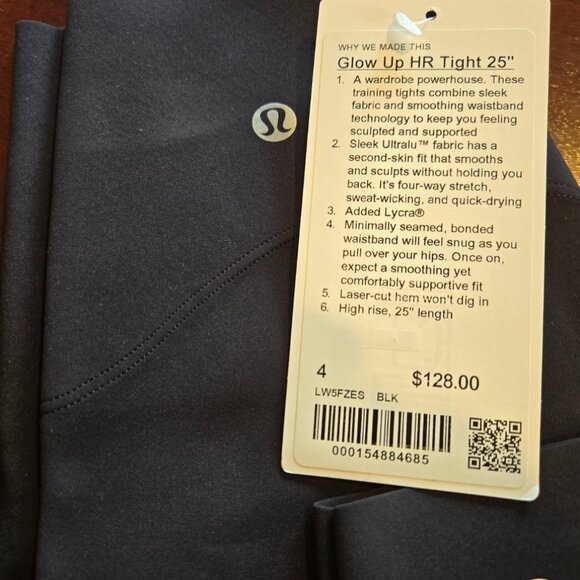 WHY WE MADE THIS
Glow Up HR Tight 25"
1. A wardrobe powerhouse. These
training tights combine sleek
fabric and smoothing waistband
technology to keep you feeling
sculpted and supported
2. Sleek Ultralu™ fabric has a
second-skin fit that smooths
and sculpts without holding you
back. It's four-way stretch,
sweat-wicking, and quick-drying
3. Added Lycra®
4. Minimally seamed, bonded
waistband will feel snug as you
pull over your hips. Once on,
expect a smoothing yet
comfortably supportive fit
5. Laser-cut hem won't dig in
6. High rise, 25" length
4 $128.00
LW5FZES BLK
000154884685